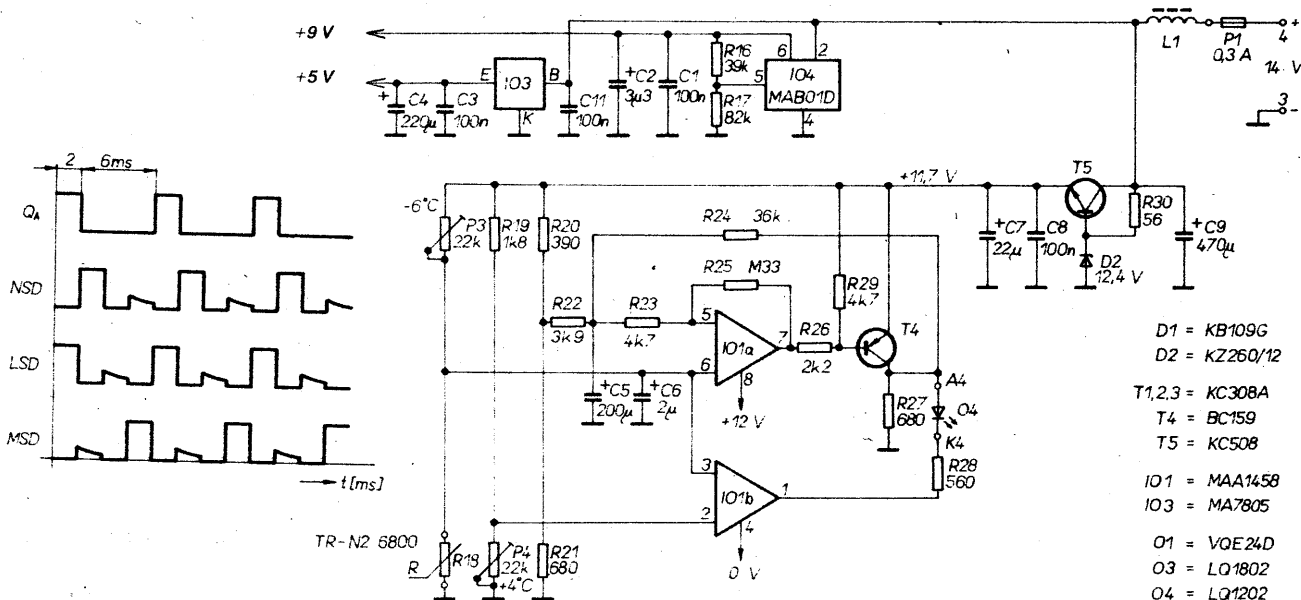 +9 V
+5 V
E
IO3
B
K
+
C4
220μ
C3
100n
C11
100n
+C2
3μ3
C1
100n
R16
39k
R17
82k
6
2
5
IO4
MAB01D
4
L1
P1
0,3 A
+
4
14 V
3
-
2
6ms
QA
NSD
LSD
MSD
t [ms]
-6°C
P3
22k
R19
1k8
R20
390
R22
3k9
R23
4k7
R24
36k
R25
M33
5
6
IO1a
7
8
+12 V
R26
2k2
R29
4k7
T4
+11,7 V
+C5
200μ
+C6
2μ
R27
680
A4
O4
K4
R28
560
3
2
IO1b
1
4
0 V
TR-N2 6800
R
R18
P4
22k
+4°C
R21
680
T5
+C7
22μ
C8
100n
D2
12,4 V
R30
56
+C9
470μ
D1 = KB109G
D2 = KZ260/12
T1,2,3 = KC308A
T4 = BC159
T5 = KC508
IO1 = MAA1458
IO3 = MA7805
O1 = VQE24D
O3 = LQ1802
O4 = LQ1202